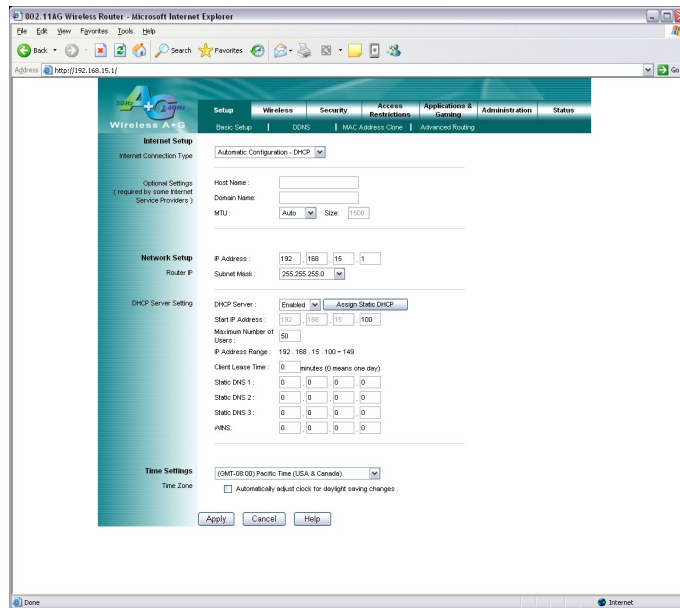 802.11AG Wireless Router - Microsoft Internet Explorer
File Edit View Favorites Tools Help
Back Search Favorites
Address http://192.168.15.1/ Go
5GHz A+G 2.4GHz
Wireless A+G
Setup Wireless Security Access Restrictions Applications & Gaming Administration Status
Basic Setup | DDNS | MAC Address Clone | Advanced Routing
Internet Setup
Internet Connection Type Automatic Configuration - DHCP
Optional Settings
( required by some Internet
Service Providers )
Host Name :
Domain Name:
MTU : Auto Size: 1500
Network Setup
Router IP
IP Address : 192 . 168 . 15 . 1
Subnet Mask : 255.255.255.0
DHCP Server Setting
DHCP Server : Enabled Assign Static DHCP
Start IP Address : 192 . 168 . 15 . 100
Maximum Number of
Users : 50
IP Address Range : 192 . 168 . 15 . 100 ~ 149
Client Lease Time : 0 minutes (0 means one day)
Static DNS 1 : 0 . 0 . 0 . 0
Static DNS 2 : 0 . 0 . 0 . 0
Static DNS 3 : 0 . 0 . 0 . 0
WINS: 0 . 0 . 0 . 0
Time Settings
Time Zone
(GMT-08:00) Pacific Time (USA & Canada)
Automatically adjust clock for daylight saving changes .
Apply Cancel Help
Done Internet